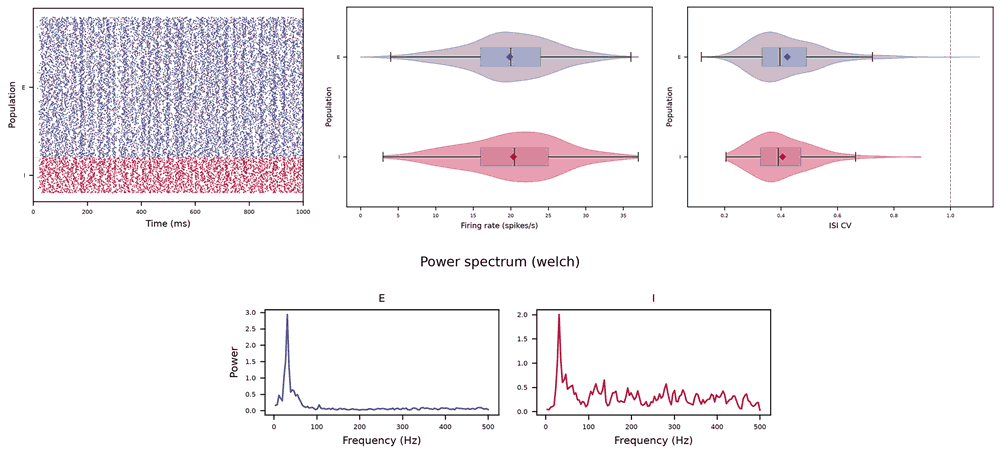 Population
E
I
0 200 400 600 800 1000
Time (ms)
Population
E
I
0 5 10 15 20 25 30 35
Firing rate (spikes/s)
Population
E
I
0.2 0.4 0.6 0.8 1.0
ISI CV
Power spectrum (welch)
E
Power
3.0
2.5
2.0
1.5
1.0
0.5
0.0
0 100 200 300 400 500
Frequency (Hz)
I
2.0
1.5
1.0
0.5
0.0
0 100 200 300 400 500
Frequency (Hz)